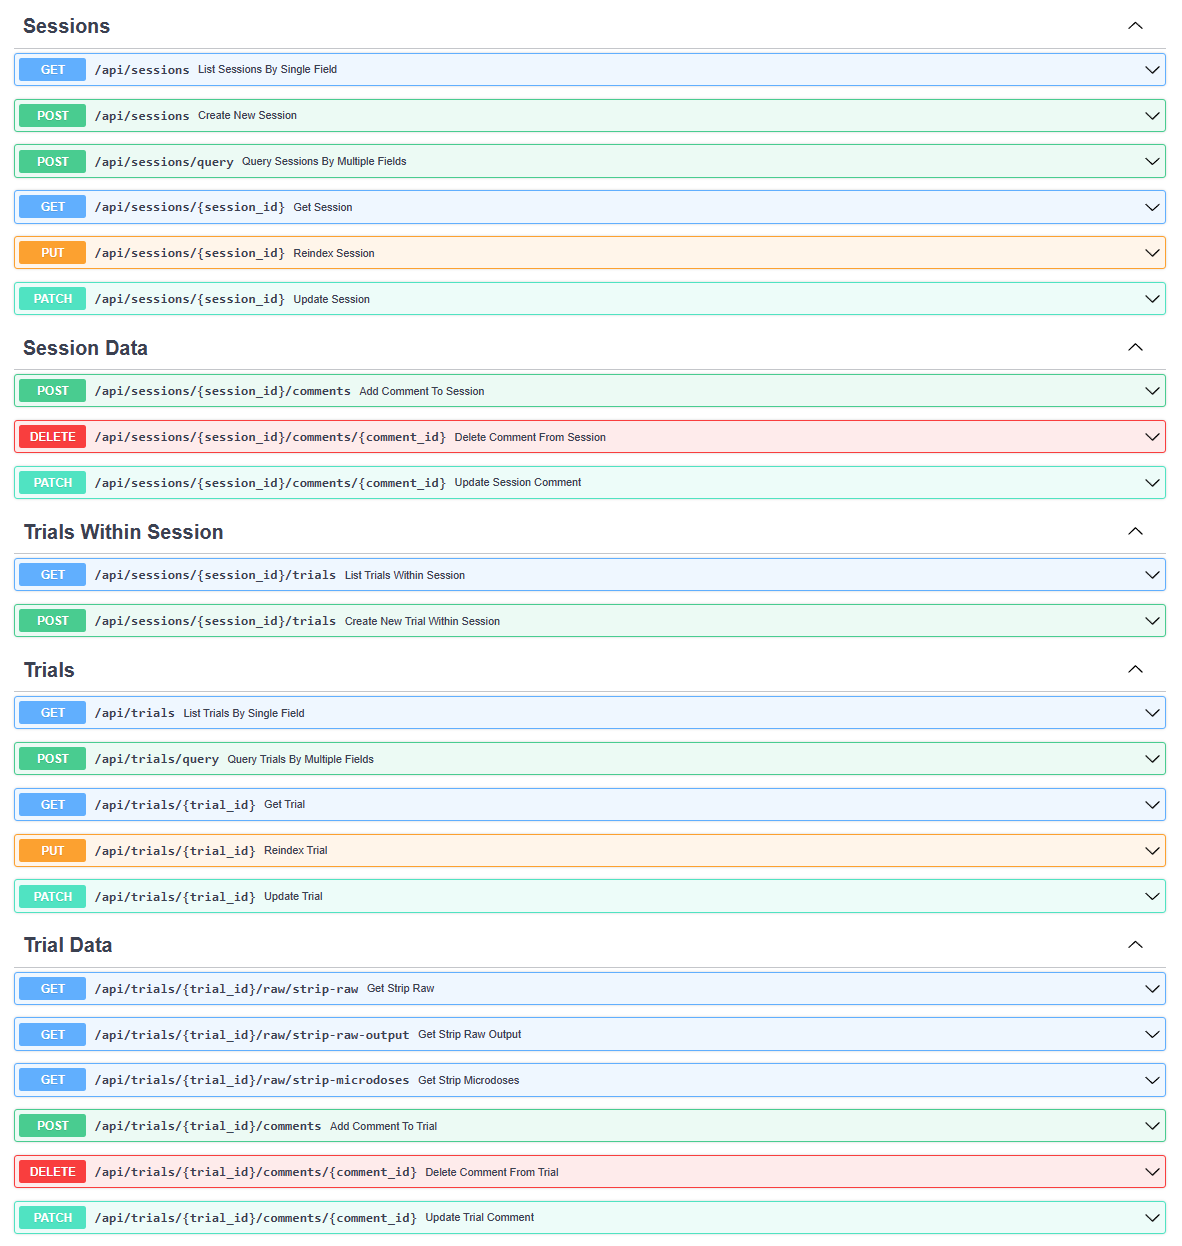 Sessions
GET /api/sessions List Sessions By Single Field
POST /api/sessions Create New Session
POST /api/sessions/query Query Sessions By Multiple Fields
GET /api/sessions/{session_id} Get Session
PUT /api/sessions/{session_id} Reindex Session
PATCH /api/sessions/{session_id} Update Session
Session Data
POST /api/sessions/{session_id}/comments Add Comment To Session
DELETE /api/sessions/{session_id}/comments/{comment_id} Delete Comment From Session
PATCH /api/sessions/{session_id}/comments/{comment_id} Update Session Comment
Trials Within Session
GET /api/sessions/{session_id}/trials List Trials Within Session
POST /api/sessions/{session_id}/trials Create New Trial Within Session
Trials
GET /api/trials List Trials By Single Field
POST /api/trials/query Query Trials By Multiple Fields
GET /api/trials/{trial_id} Get Trial
PUT /api/trials/{trial_id} Reindex Trial
PATCH /api/trials/{trial_id} Update Trial
Trial Data
GET /api/trials/{trial_id}/raw/strip-raw Get Strip Raw
GET /api/trials/{trial_id}/raw/strip-raw-output Get Strip Raw Output
GET /api/trials/{trial_id}/raw/strip-microdoses Get Strip Microdoses
POST /api/trials/{trial_id}/comments Add Comment To Trial
DELETE /api/trials/{trial_id}/comments/{comment_id} Delete Comment From Trial
PATCH /api/trials/{trial_id}/comments/{comment_id} Update Trial Comment